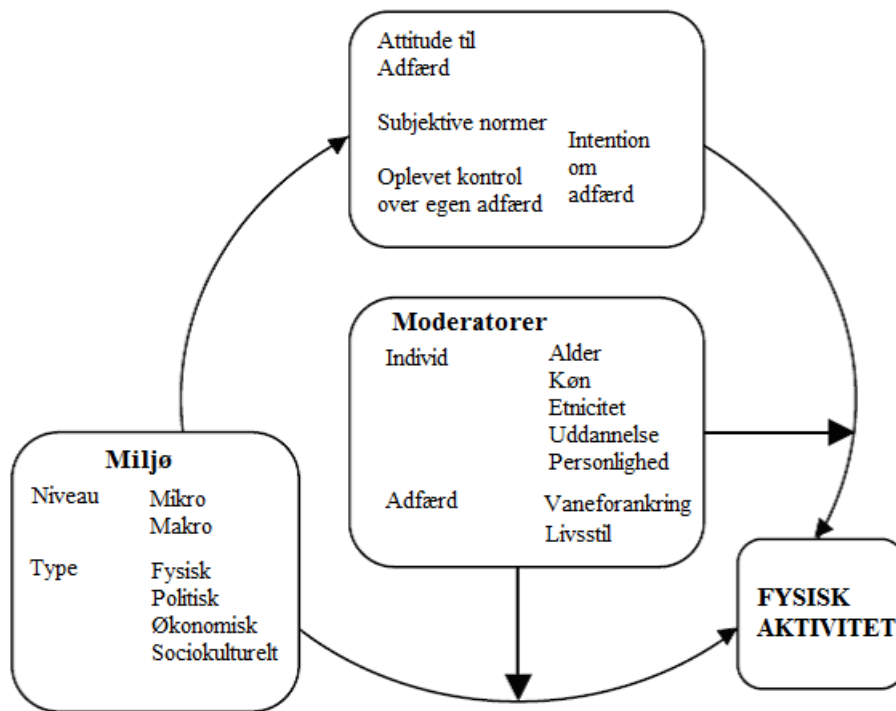 Attitude til
Adfærd
Subjektive normer
Oplevet kontrol
over egen adfærd
Intention
om
adfærd
Moderatorer
Individ
Alder
Køn
Etnicitet
Uddannelse
Personlighed
Adfærd
Vaneforankring
Livsstil
Miljø
Niveau
Mikro
Makro
Type
Fysisk
Politisk
Økonomisk
Sociokulturelt
FYSISK
AKTIVITET